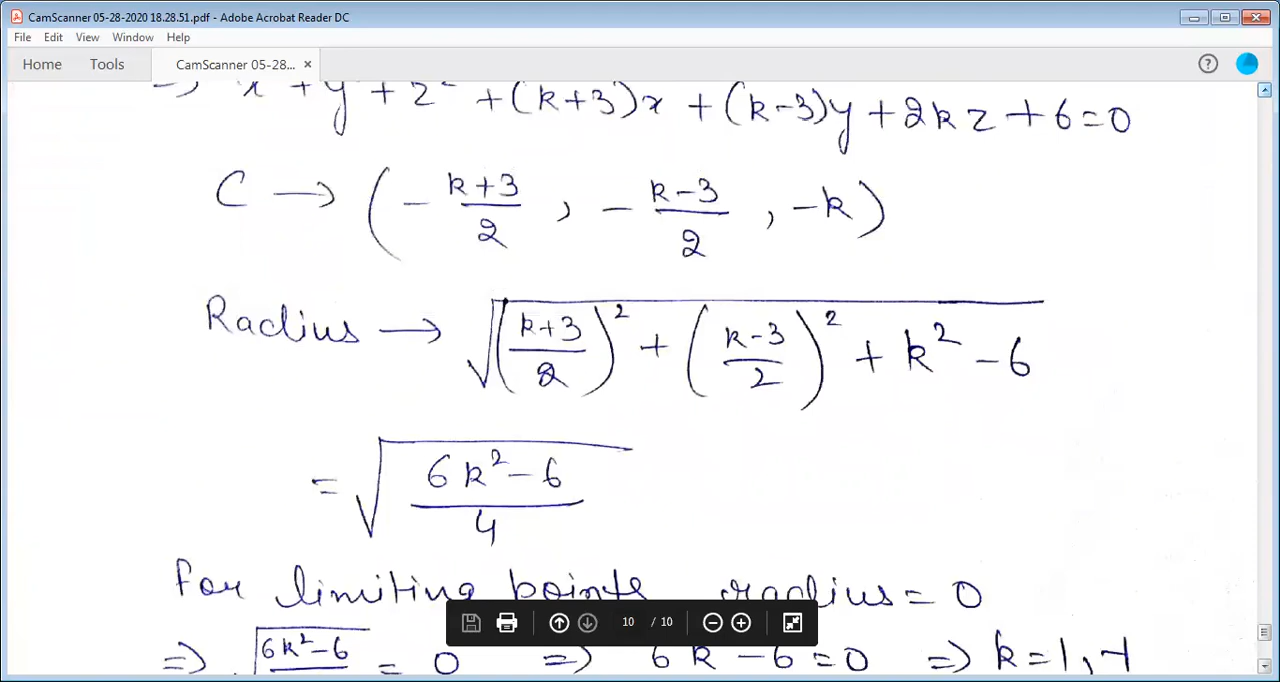 CamScanner 05-28-2020 18.28.51.pdf - Adobe Acrobat Reader DC
File Edit View Window Help
Home Tools CamScanner 05-28... ×
⇒ x + y + z² + (k+3)x + (k-3)y + 2kz + 6 = 0
C → ( - k+3/2 , - k-3/2 , -k )
Radius → √((k+3/2)² + (k-3/2)² + k² - 6)
= √(6k² - 6/4)
For limiting points radius = 0
10 / 10
⇒ √(6k² - 6 = 0 ⇒ 6k - 6 = 0 ⇒ k = 1, -1